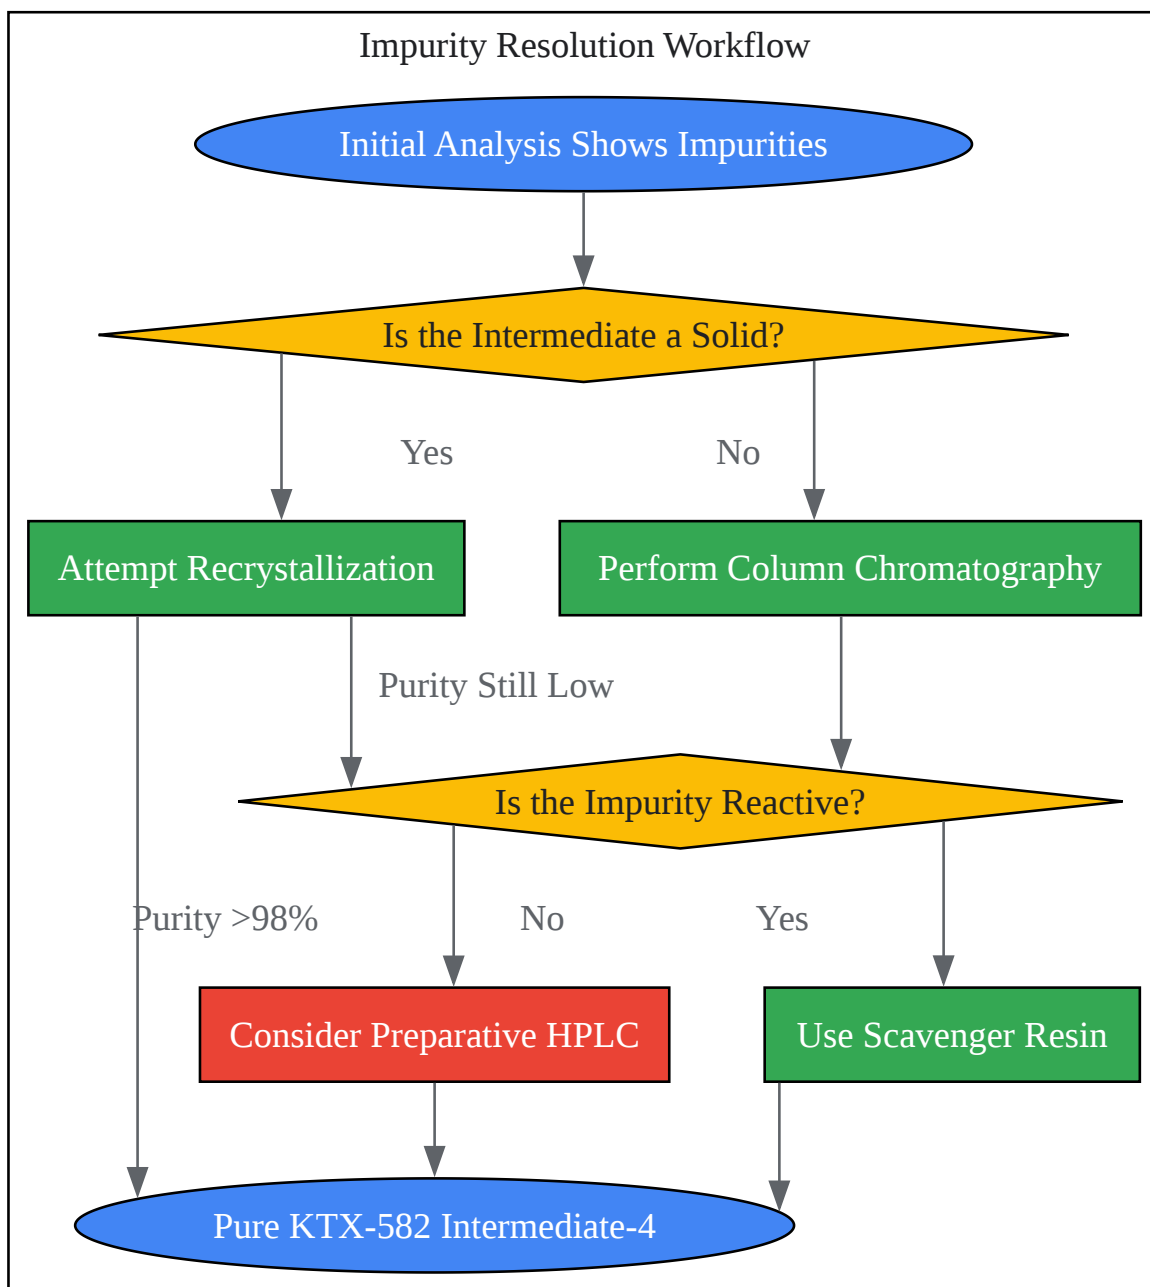 Impurity Resolution Workflow
Initial Analysis Shows Impurities
Is the Intermediate a Solid?
Yes
No
Attempt Recrystallization
Perform Column Chromatography
Purity Still Low
Is the Impurity Reactive?
Purity >98%
No
Yes
Consider Preparative HPLC
Use Scavenger Resin
Pure KTX-582 Intermediate-4